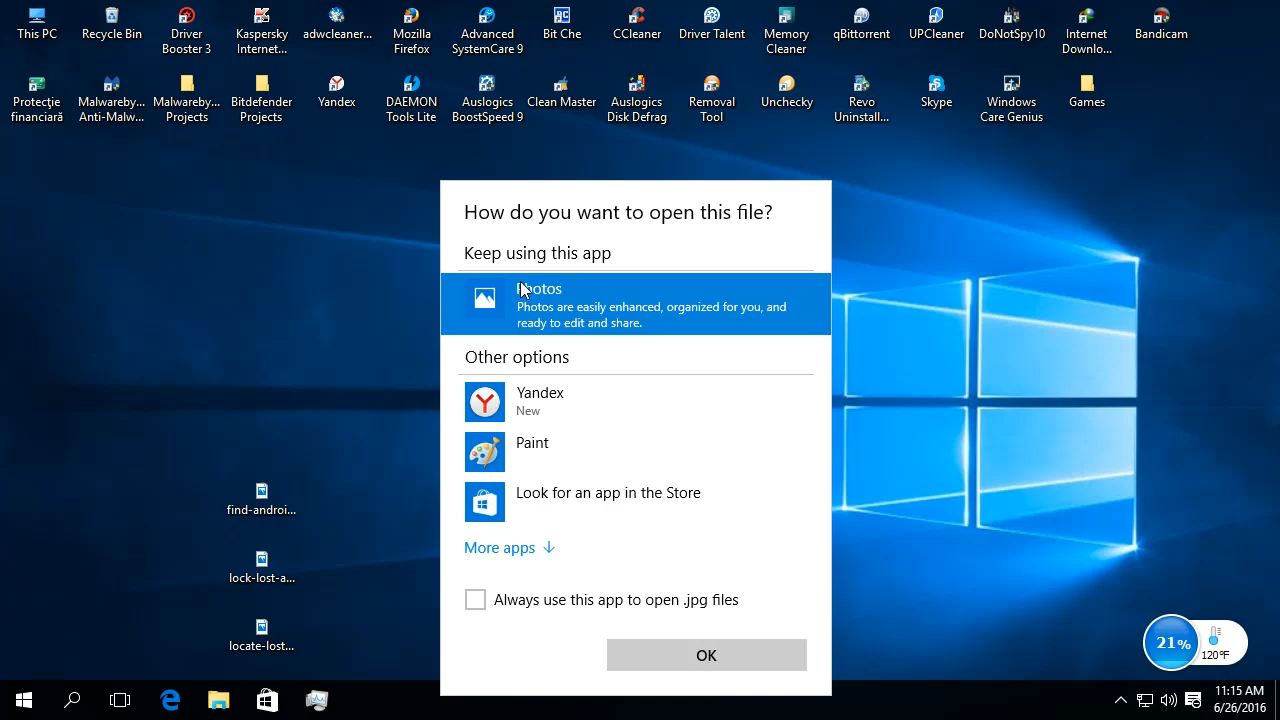 This PC
Recycle Bin
Driver
Booster 3
Kaspersky
Internet...
adwcleaner...
Mozilla
Firefox
Advanced
SystemCare 9
Bit Che
CCleaner
Driver Talent
Memory
Cleaner
qBittorrent
UPCleaner
DoNotSpy10
Internet
Downlo...
Bandicam
Protecţie
financiară
Malwareby...
Anti-Malw...
Malwareby...
Projects
Bitdefender
Projects
Yandex
DAEMON
Tools Lite
Auslogics
BoostSpeed 9
Clean Master
Auslogics
Disk Defrag
Removal
Tool
Unchecky
Revo
Uninstall...
Skype
Windows
Care Genius
Games
How do you want to open this file?
Keep using this app
Photos
Photos are easily enhanced, organized for you, and
ready to edit and share.
Other options
Yandex
New
Paint
Look for an app in the Store
More apps
Always use this app to open .jpg files
OK
find-androi...
lock-lost-a...
locate-lost...
21%
120°F
11:15 AM
6/26/2016